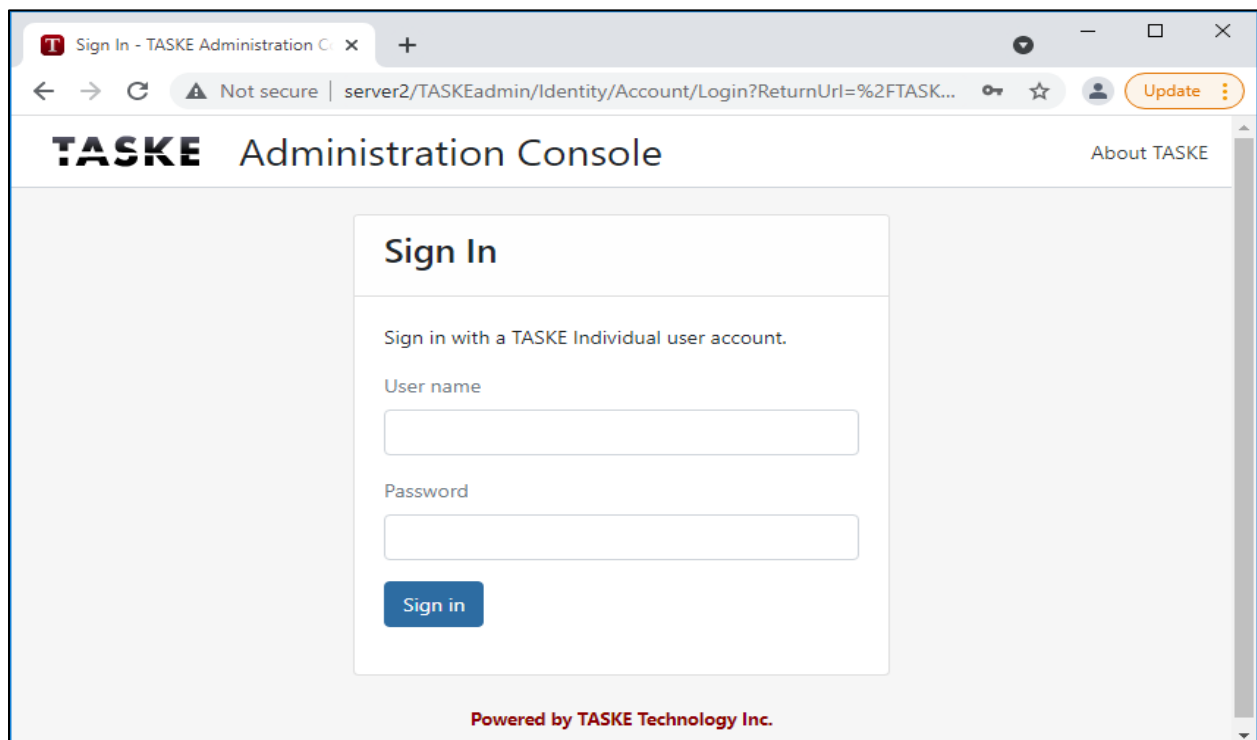 Sign In - TASKE Administration C
Not secure | server2/TASKEadmin/Identity/Account/Login?ReturnUrl=%2FTASK... Update
TASKE Administration Console About TASKE
Sign In
Sign in with a TASKE Individual user account.
User name
Password
Sign in
Powered by TASKE Technology Inc.